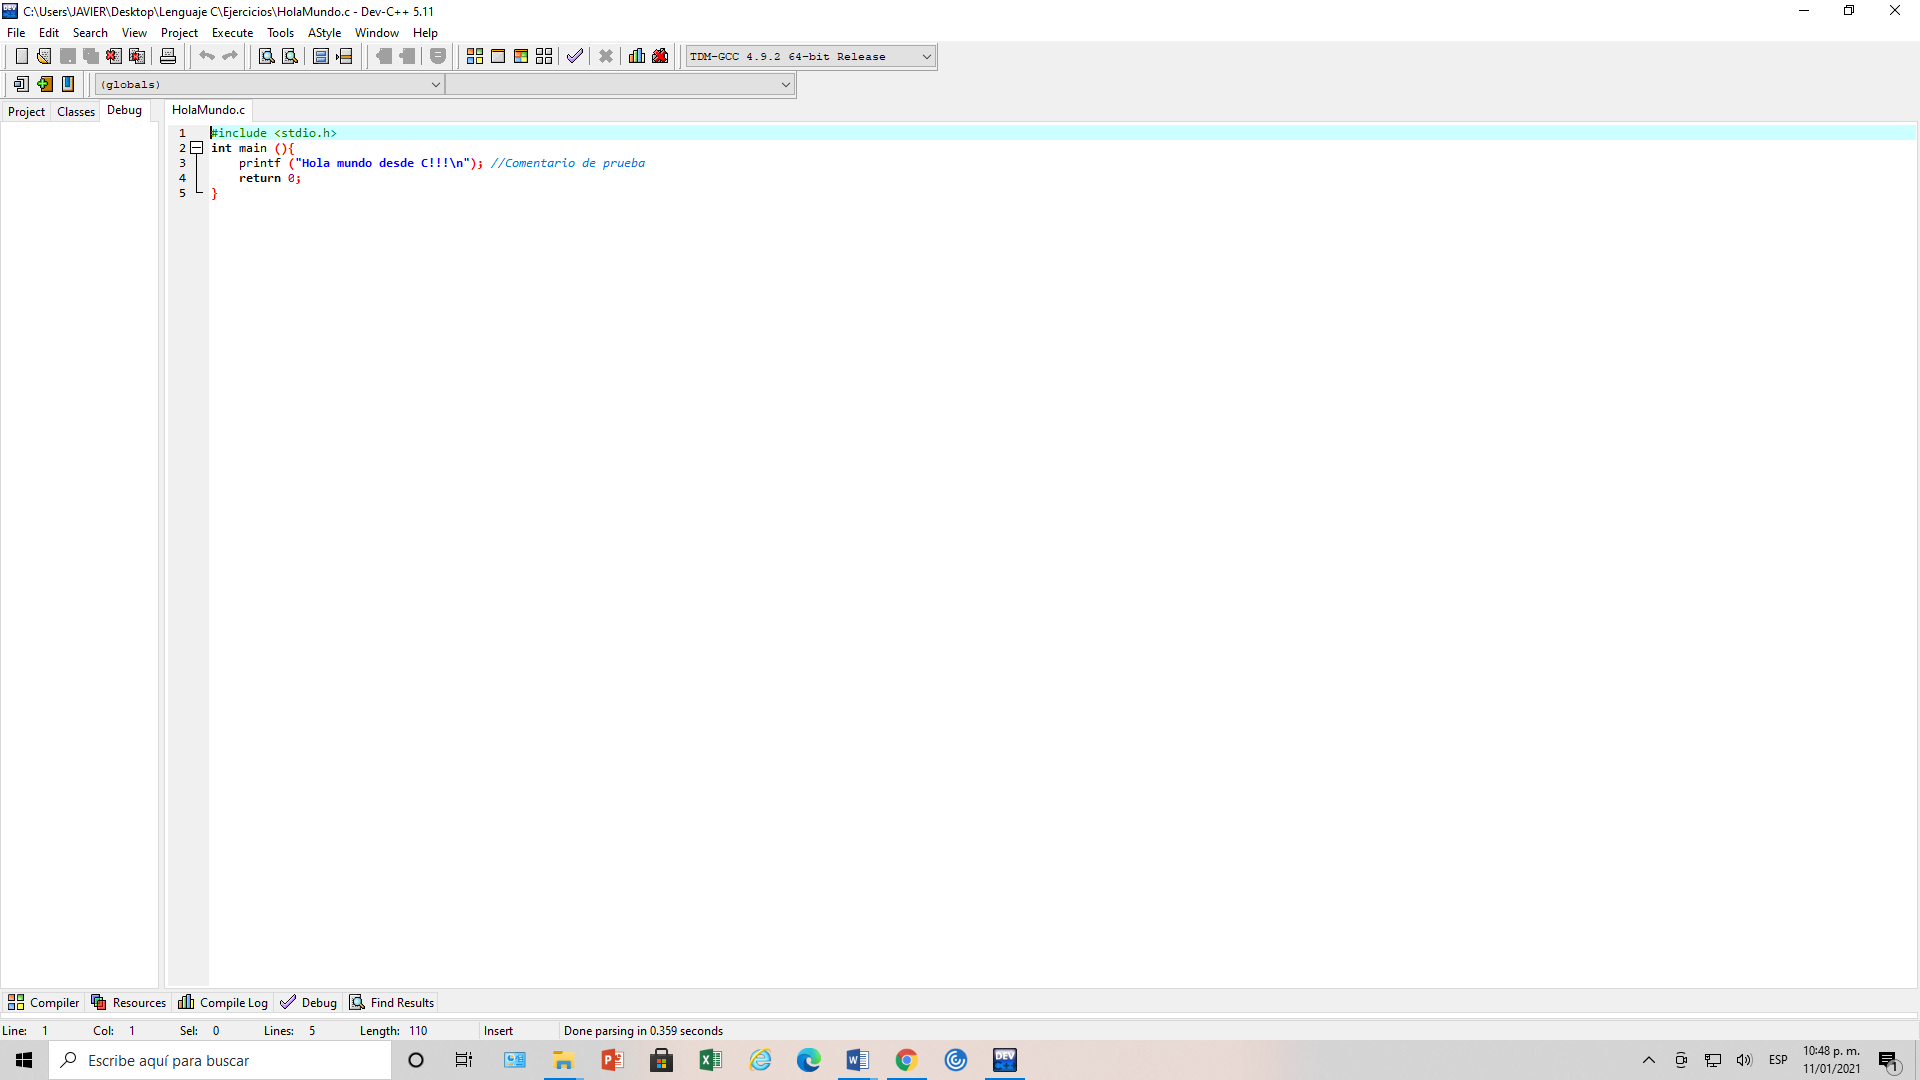 C:\Users\JAVIER\Desktop\Lenguaje C\Ejercicios\HolaMundo.c - Dev-C++ 5.11
File Edit Search View Project Execute Tools AStyle Window Help
TDM-GCC 4.9.2 64-bit Release
(globals)
Project Classes Debug HolaMundo.c
1 #include <stdio.h>
2 int main (){
3 printf ("Hola mundo desde C!!!\n"); //Comentario de prueba
4 return 0;
5 }
Compiler Resources Compile Log Debug Find Results
Line: 1 Col: 1 Sel: 0 Lines: 5 Length: 110 Insert Done parsing in 0.359 seconds
Escribe aquí para buscar
ESP
10:48 p. m.
11/01/2021
1